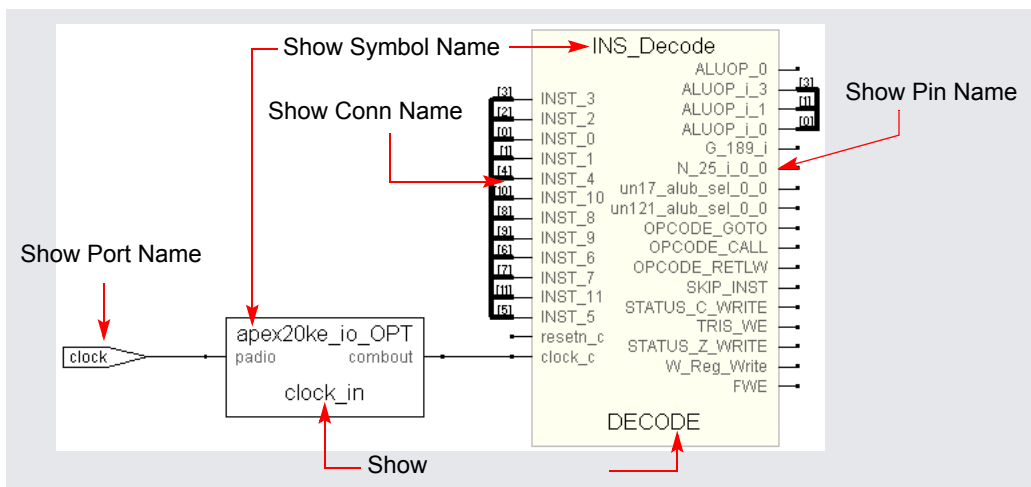 Show Symbol Name
INS_Decode
Show Conn Name
Show Pin Name
Show Port Name
[3] INST_3
[2] INST_2
[0] INST_0
[1] INST_1
[4] INST_4
[10] INST_10
[8] INST_8
[9] INST_9
[6] INST_6
[7] INST_7
[11] INST_11
[5] INST_5
resetn_c
clock_c
ALUOP_0
ALUOP_i_3 [3]
ALUOP_i_1 [1]
ALUOP_i_0 [0]
G_189_i
N_25_i_0_0
un17_alub_sel_0_0
un121_alub_sel_0_0
OPCODE_GOTO
OPCODE_CALL
OPCODE_RETLW
SKIP_INST
STATUS_C_WRITE
TRIS_WE
STATUS_Z_WRITE
W_Reg_Write
FWE
DECODE
clock
apex20ke_io_OPT
padio combout
clock_in
Show